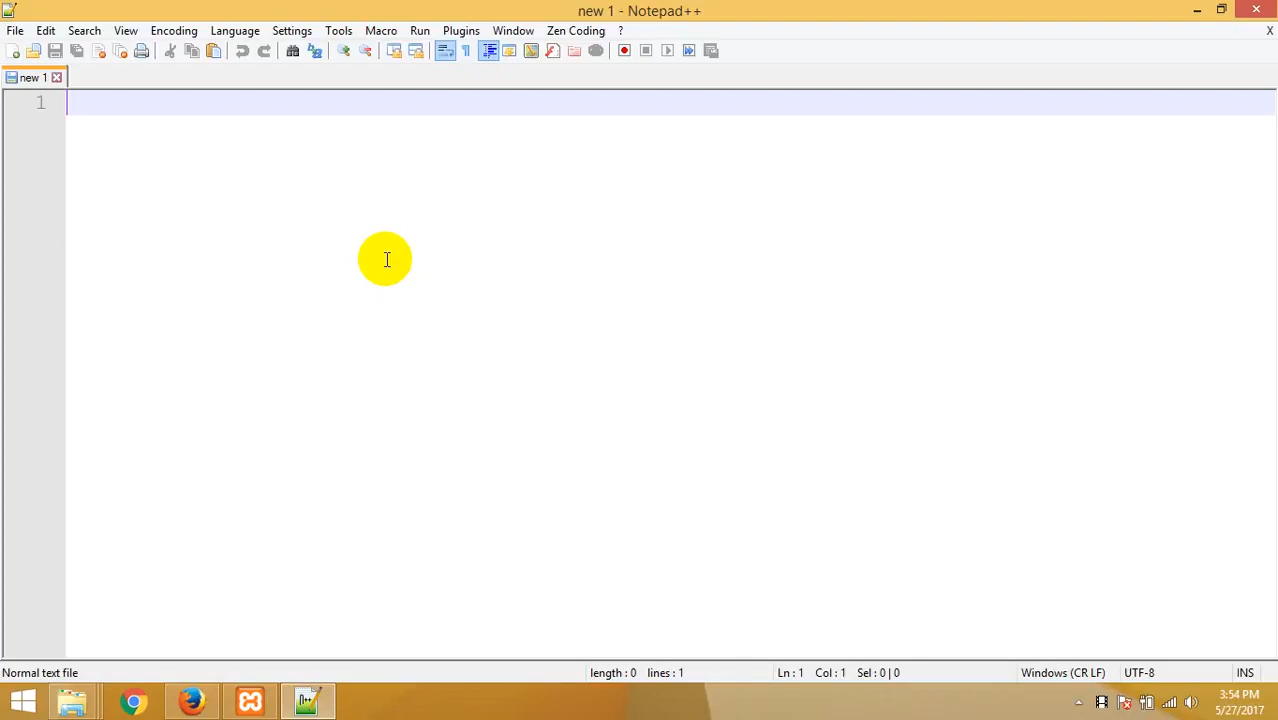 new 1 - Notepad++
File Edit Search View Encoding Language Settings Tools Macro Run Plugins Window Zen Coding ? X
new 1
1
Normal text file length : 0 lines : 1 Ln : 1 Col : 1 Sel : 0 | 0 Windows (CR LF) UTF-8 INS
3:54 PM
5/27/2017